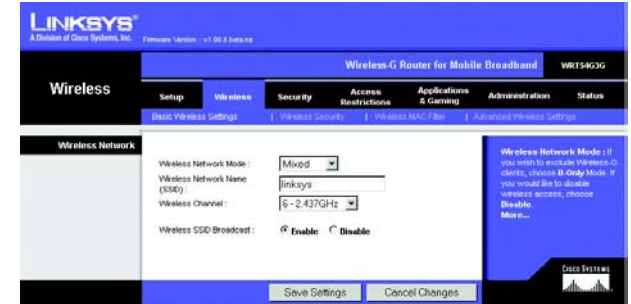 LINKSYS®
A Division of Cisco Systems, Inc.
Firmware Version : v1.00.3.beta-na
Wireless-G Router for Mobile Broadband
WRT54G3G
Wireless
Setup
Wireless
Security
Access Restrictions
Applications & Gaming
Administration
Status
Basic Wireless Settings
| Wireless Security
| Wireless MAC Filter
| Advanced Wireless Settings
Wireless Network
Wireless Network Mode :
Mixed
Wireless Network Name (SSID) :
linksys
Wireless Channel :
6 - 2.437GHz
Wireless SSID Broadcast :
Enable
Disable
Wireless Network Mode : If
you wish to exclude Wireless-G
clients, choose B-Only Mode. If
you would like to disable
wireless access, choose
Disable.
More...
Save Settings
Cancel Changes
CISCO SYSTEMS